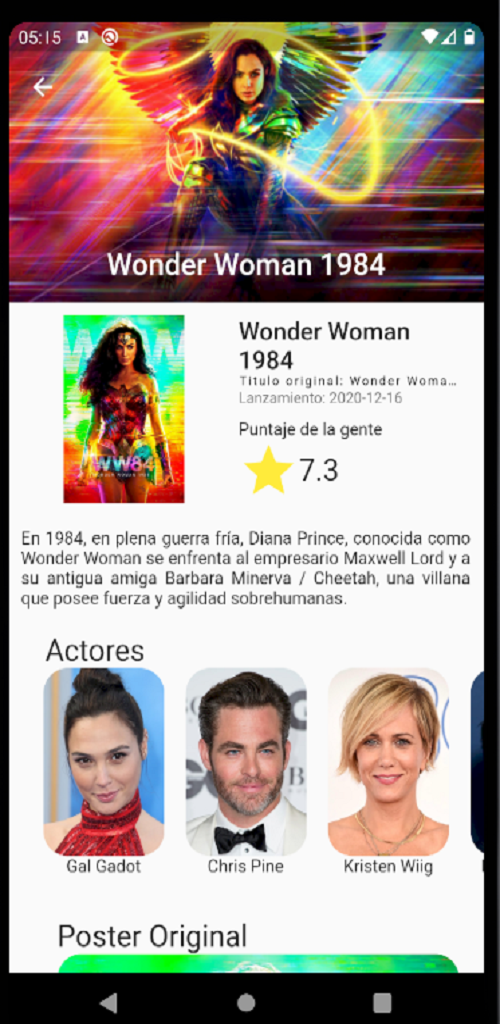 05:15
Wonder Woman 1984
Wonder Woman
1984
Titulo original: Wonder Woma…
Lanzamiento: 2020-12-16
Puntaje de la gente
7.3
WW84
En 1984, en plena guerra fría, Diana Prince, conocida como
Wonder Woman se enfrenta al empresario Maxwell Lord y a
su antigua amiga Barbara Minerva / Cheetah, una villana
que posee fuerza y agilidad sobrehumanas.
Actores
Gal Gadot
Chris Pine
Kristen Wiig
Poster Original